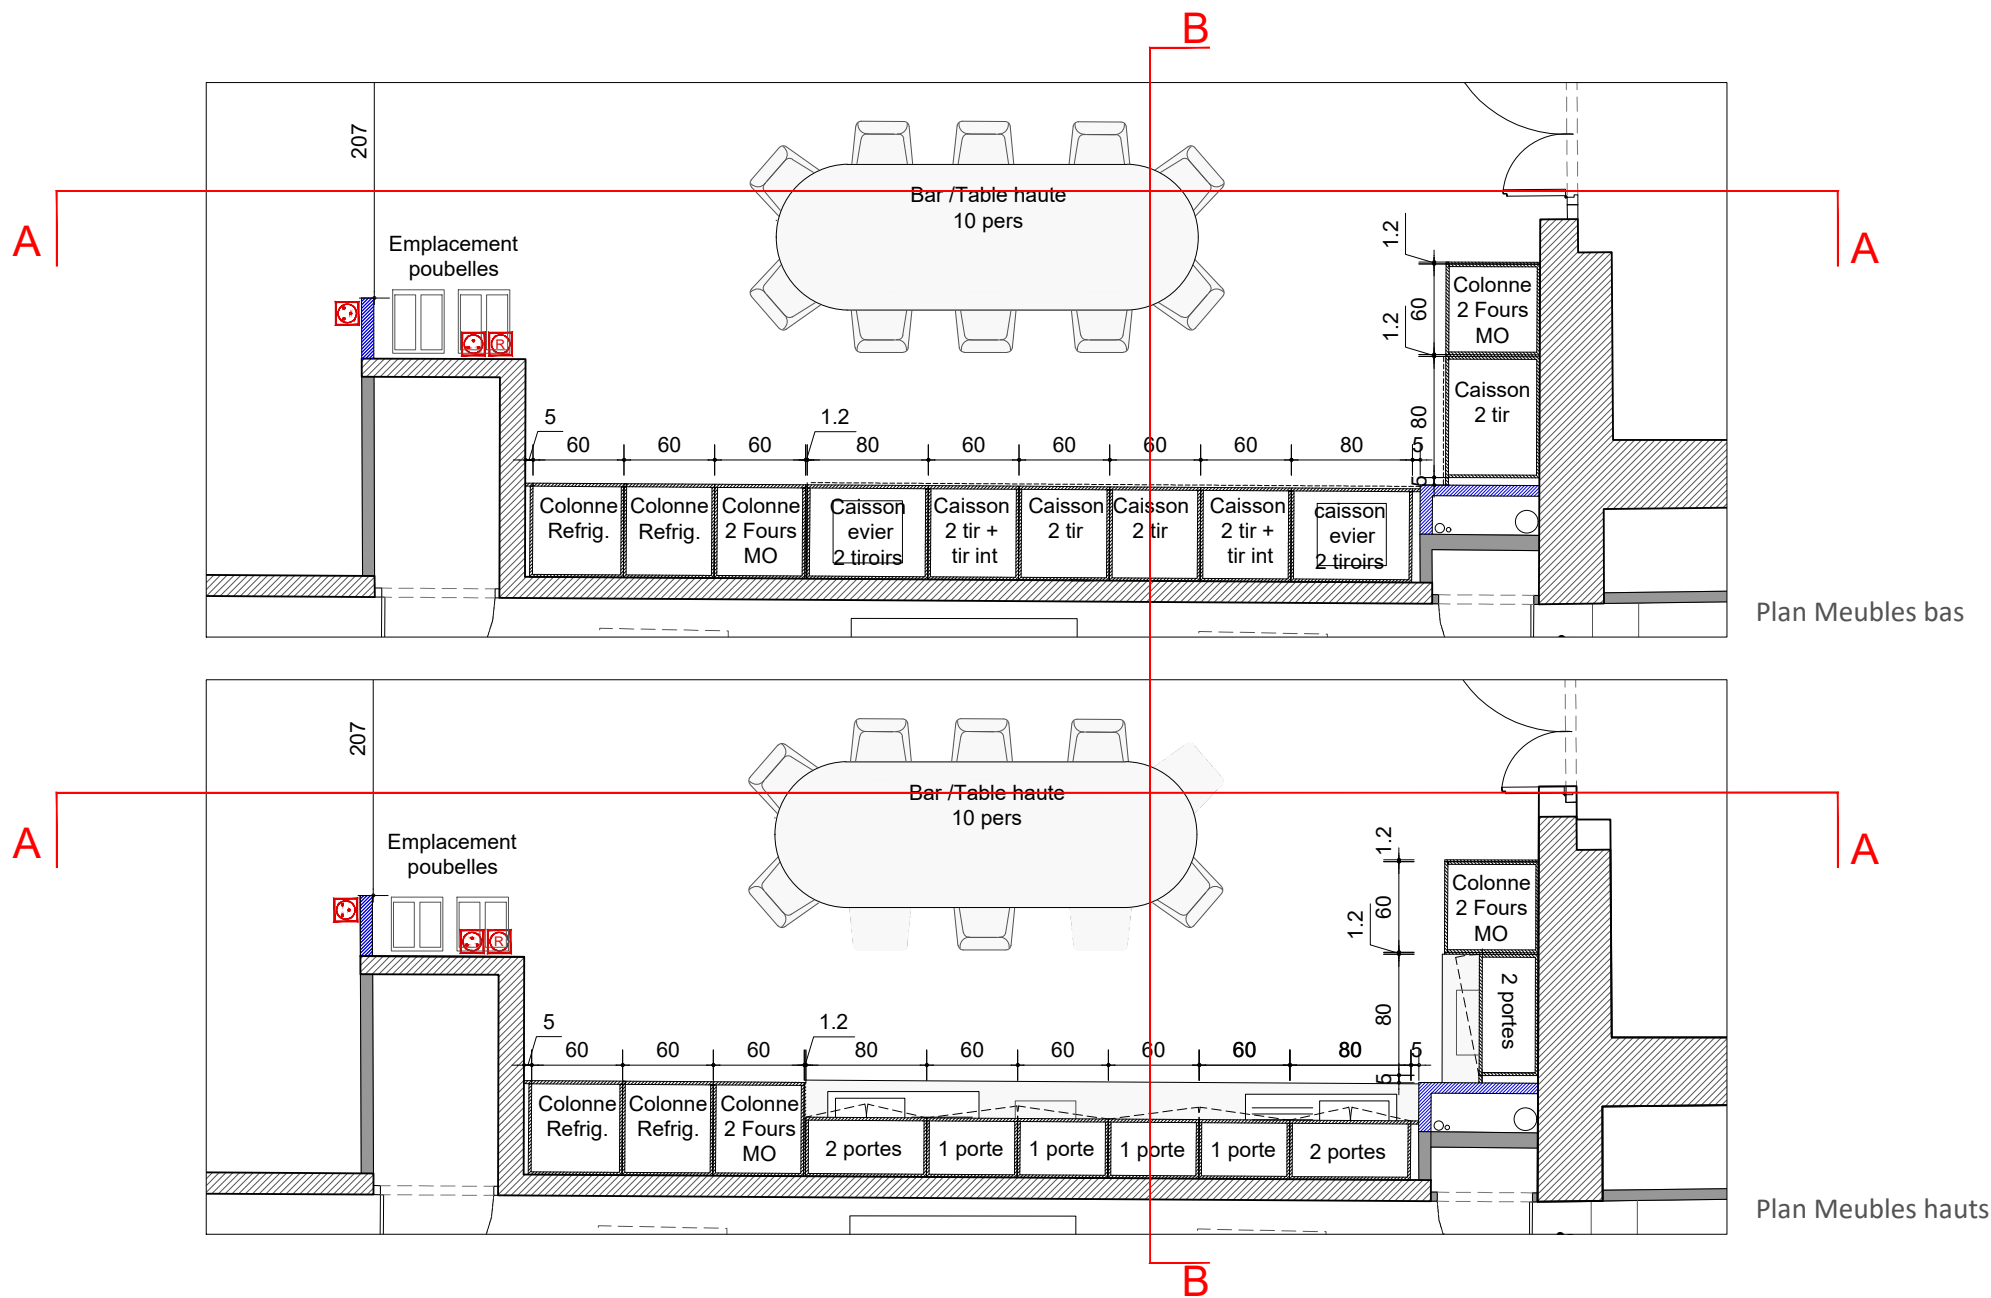 B
207
Bar /Table haute
10 pers
A
A
Emplacement
poubelles
R
1.2
60
1.2
80
5
Colonne
2 Fours
MO
Caisson
2 tir
5
1.2
60
60
60
80
60
60
60
60
80
5
Colonne
Refrig.
Colonne
Refrig.
Colonne
2 Fours
MO
Caisson
evier
2 tiroirs
Caisson
2 tir +
tir int
Caisson
2 tir
Caisson
2 tir
Caisson
2 tir +
tir int
caisson
evier
2 tiroirs
Plan Meubles bas
207
Bar /Table haute
10 pers
A
A
Emplacement
poubelles
R
1.2
60
1.2
80
5
Colonne
2 Fours
MO
2 portes
5
1.2
60
60
60
80
60
60
60
60
80
5
Colonne
Refrig.
Colonne
Refrig.
Colonne
2 Fours
MO
2 portes
1 porte
1 porte
1 porte
1 porte
2 portes
Plan Meubles hauts
B